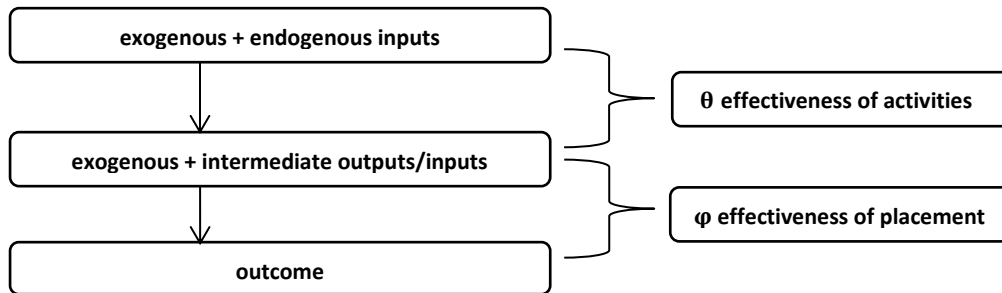 exogenous + endogenous inputs
θ effectiveness of activities
exogenous + intermediate outputs/inputs
φ effectiveness of placement
outcome